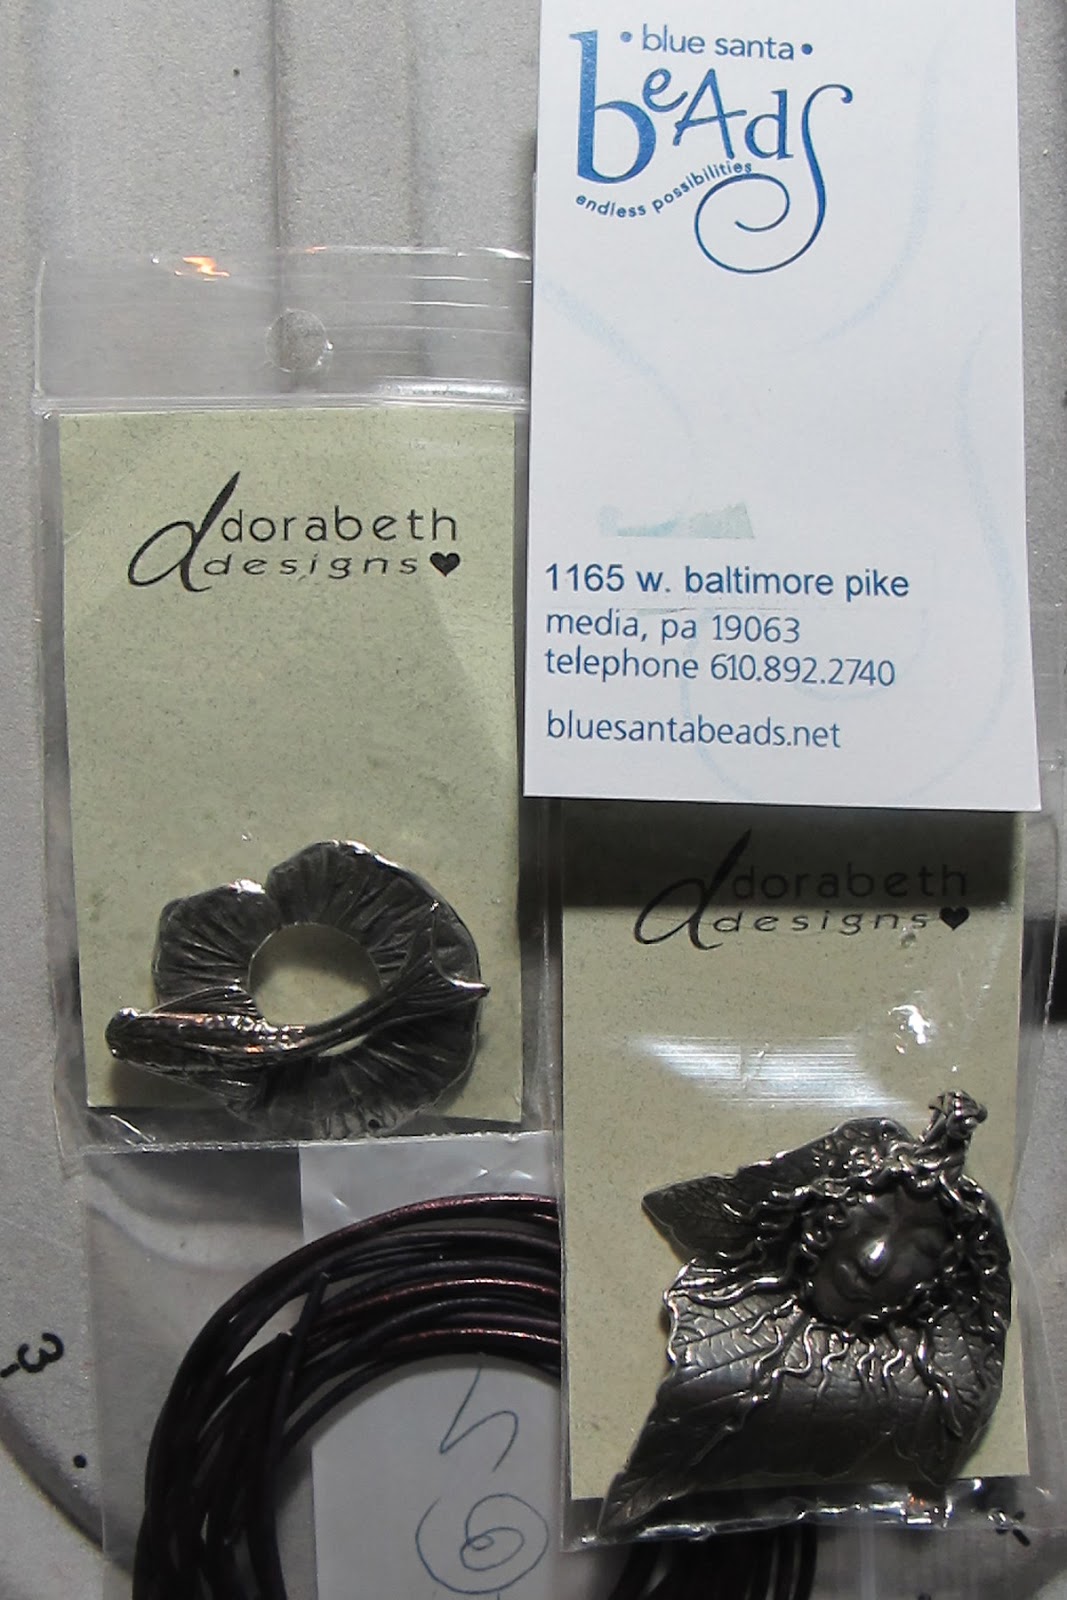 • blue santa •
beads
endless possibilities
1165 w. baltimore pike
media, pa 19063
telephone 610.892.2740
bluesantabeads.net
dorabeth
designs
dorabeth
designs
3